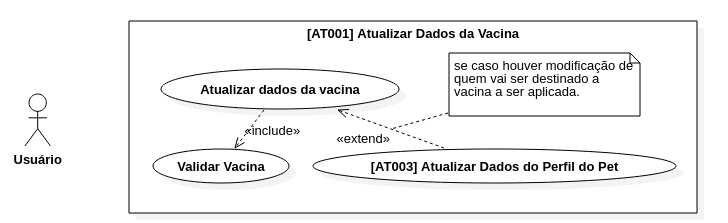 [AT001] Atualizar Dados da Vacina
se caso houver modificação de
quem vai ser destinado a
vacina a ser aplicada.
Atualizar dados da vacina
«include»
«extend»
Usuário
Validar Vacina
[AT003] Atualizar Dados do Perfil do Pet